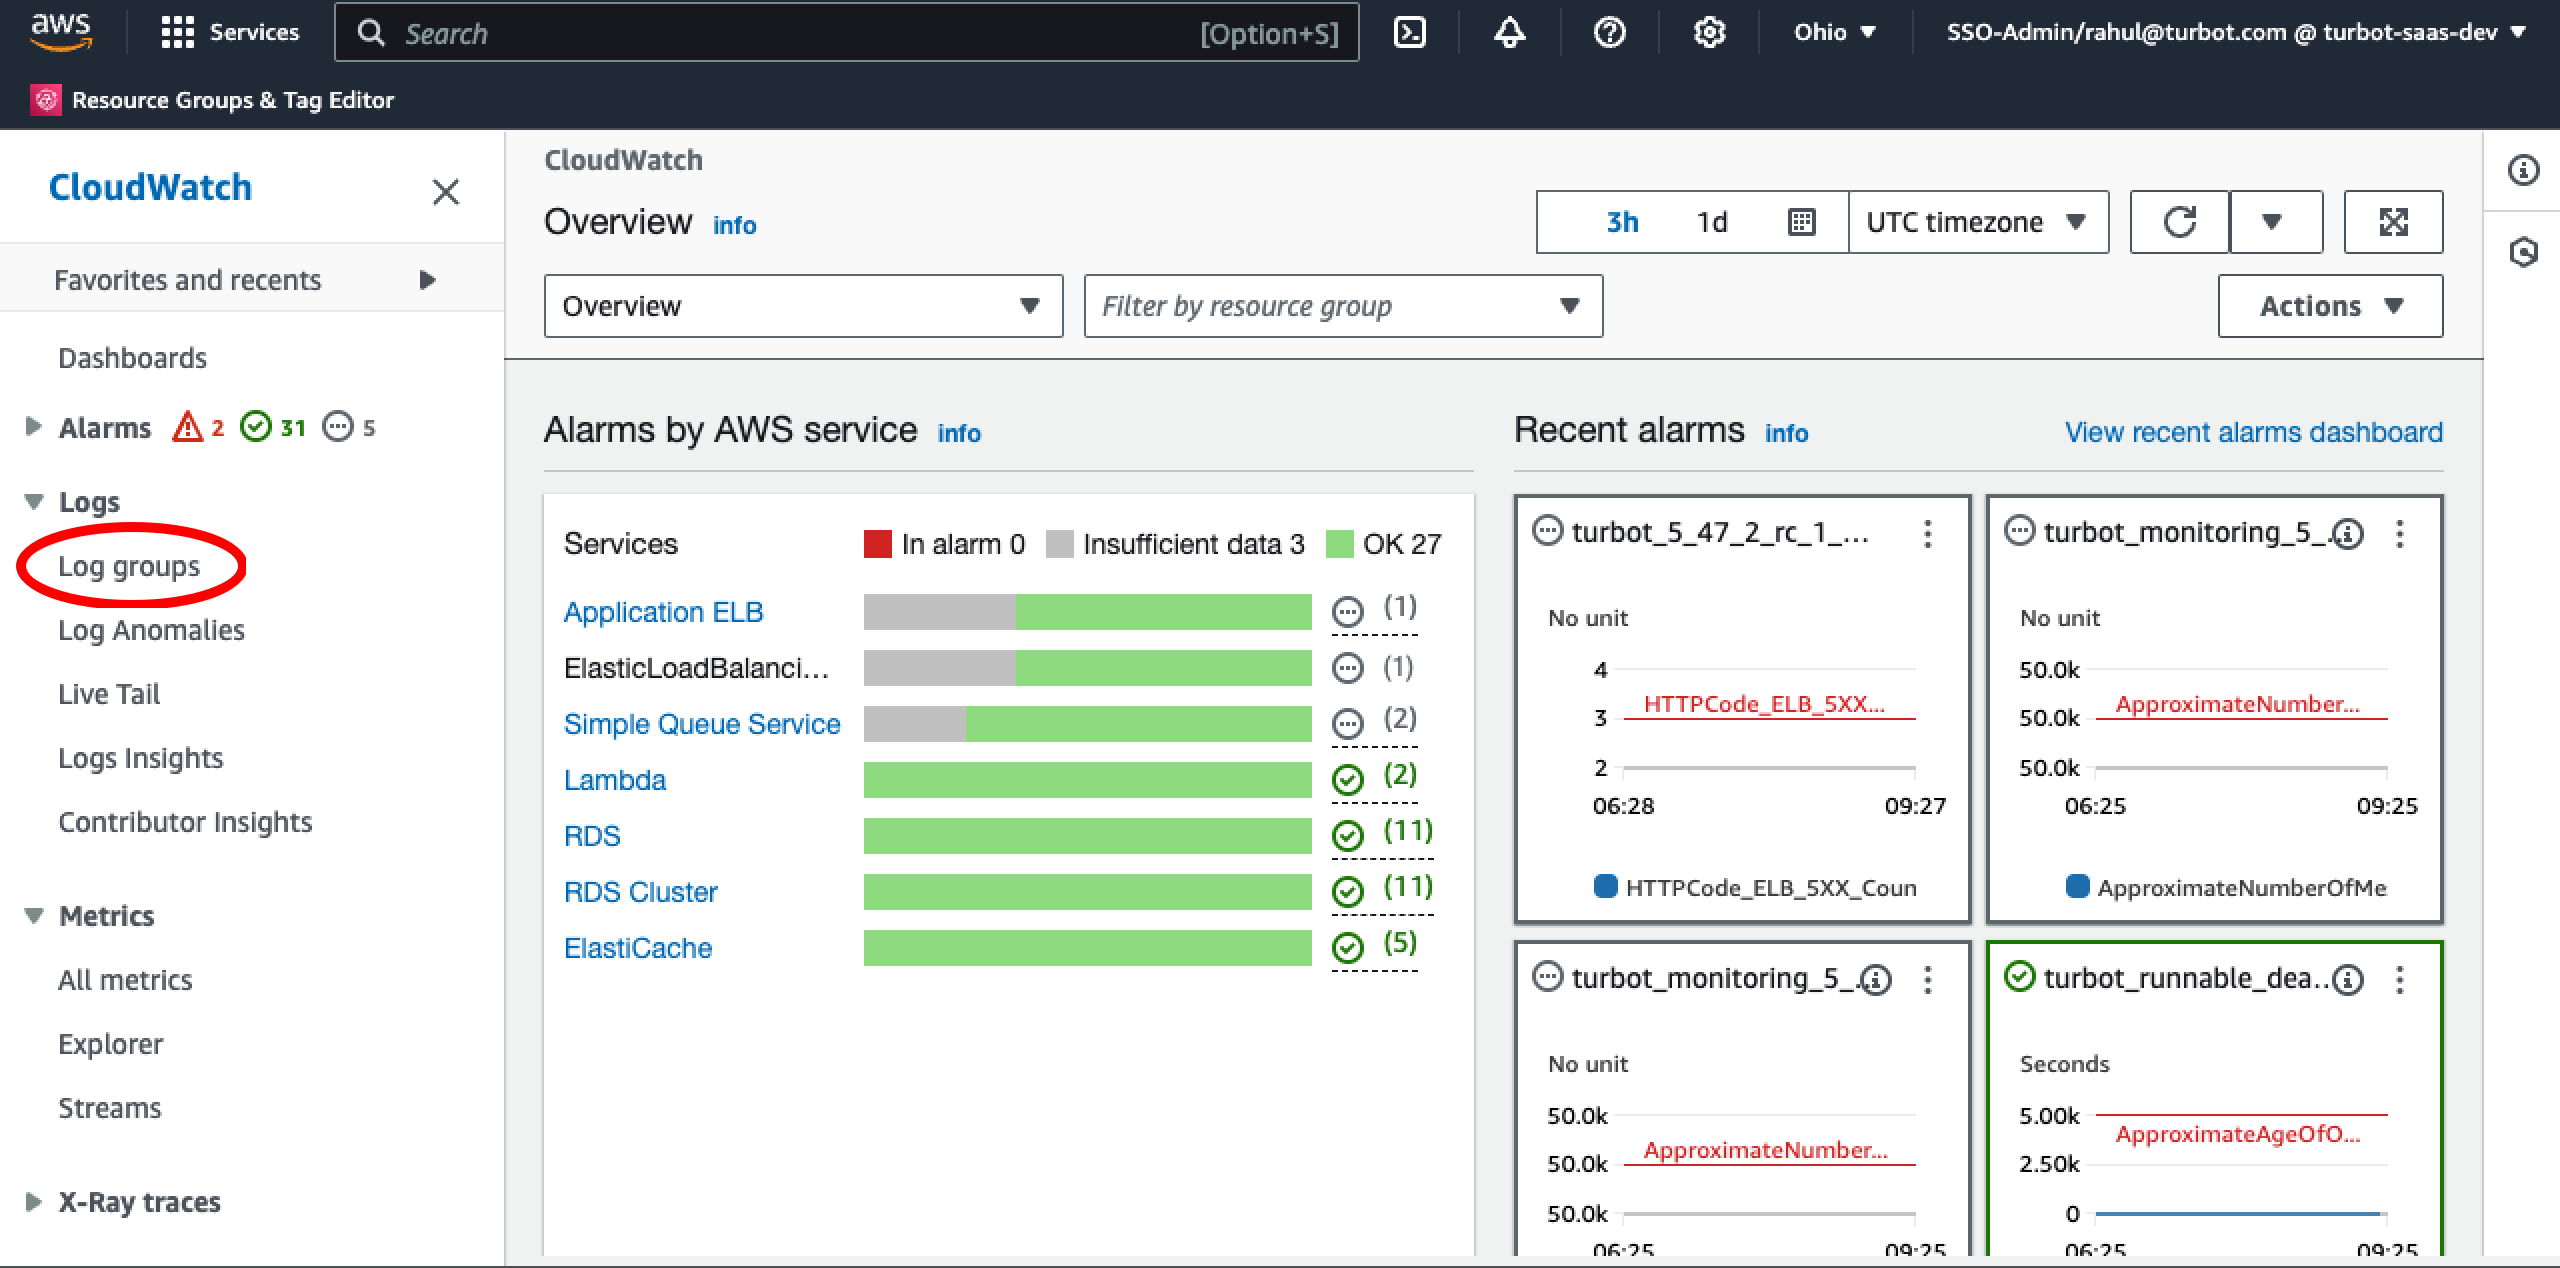 aws
Services
Search
[Option+S]
Ohio
SSO-Admin/rahul@turbot.com @ turbot-saas-dev
Resource Groups & Tag Editor
CloudWatch
Favorites and recents
Dashboards
Alarms 2 31 5
Logs
Log groups
Log Anomalies
Live Tail
Logs Insights
Contributor Insights
Metrics
All metrics
Explorer
Streams
X-Ray traces
CloudWatch
Overview info
3h 1d UTC timezone
Overview
Filter by resource group
Actions
Alarms by AWS service info
Services In alarm 0 Insufficient data 3 OK 27
Application ELB (1)
ElasticLoadBalanci... (1)
Simple Queue Service (2)
Lambda (2)
RDS (11)
RDS Cluster (11)
ElastiCache (5)
Recent alarms info
View recent alarms dashboard
turbot_5_47_2_rc_1_...
No unit
4
HTTPCode_ELB_5XX...
3
2
06:28 09:27
HTTPCode_ELB_5XX_Coun
turbot_monitoring_5_..
No unit
50.0k
ApproximateNumber...
50.0k
50.0k
06:25 09:25
ApproximateNumberOfMe
turbot_monitoring_5_..
No unit
50.0k
ApproximateNumber...
50.0k
50.0k
06:25 09:25
turbot_runnable_dea..
Seconds
5.00k
ApproximateAgeOfO...
2.50k
0
06:25 09:25